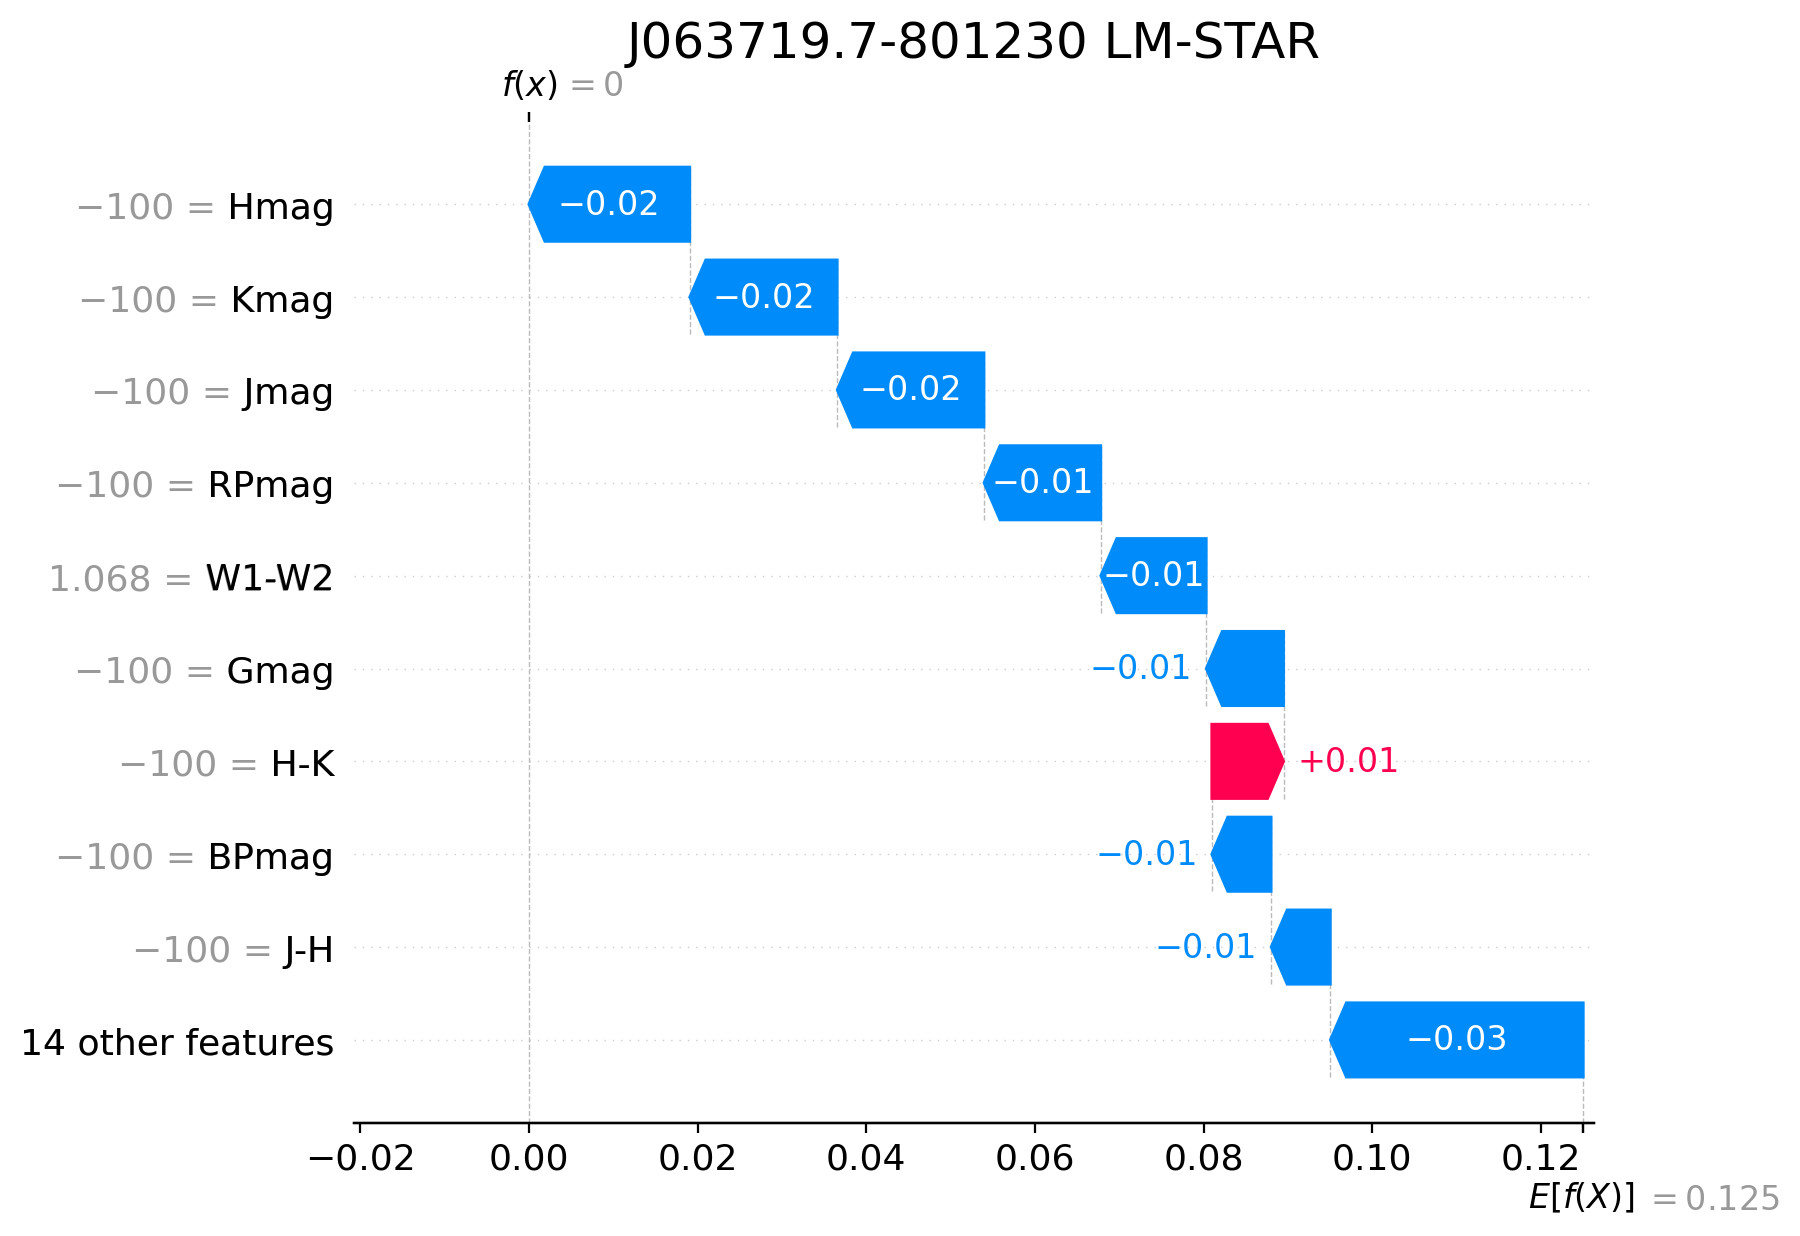 J063719.7-801230 LM-STAR
f(x) = 0
−100 = Hmag −0.02
−100 = Kmag −0.02
−100 = Jmag −0.02
−100 = RPmag −0.01
1.068 = W1-W2 −0.01
−100 = Gmag −0.01
−100 = H-K +0.01
−100 = BPmag −0.01
−100 = J-H −0.01
14 other features −0.03
−0.02 0.00 0.02 0.04 0.06 0.08 0.10 0.12
E[f(X)] = 0.125